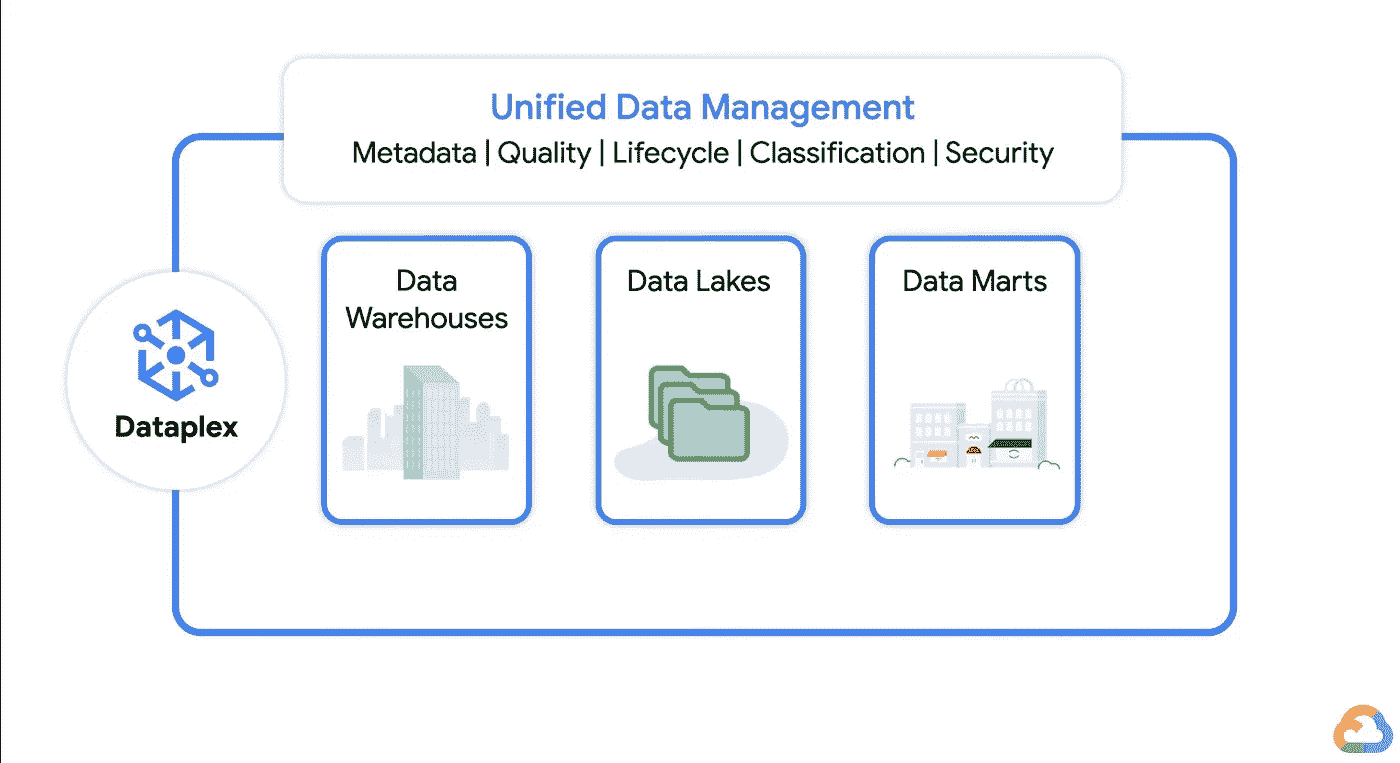 Unified Data Management
Metadata | Quality | Lifecycle | Classification | Security
Data
Warehouses
Data Lakes
Data Marts
Dataplex